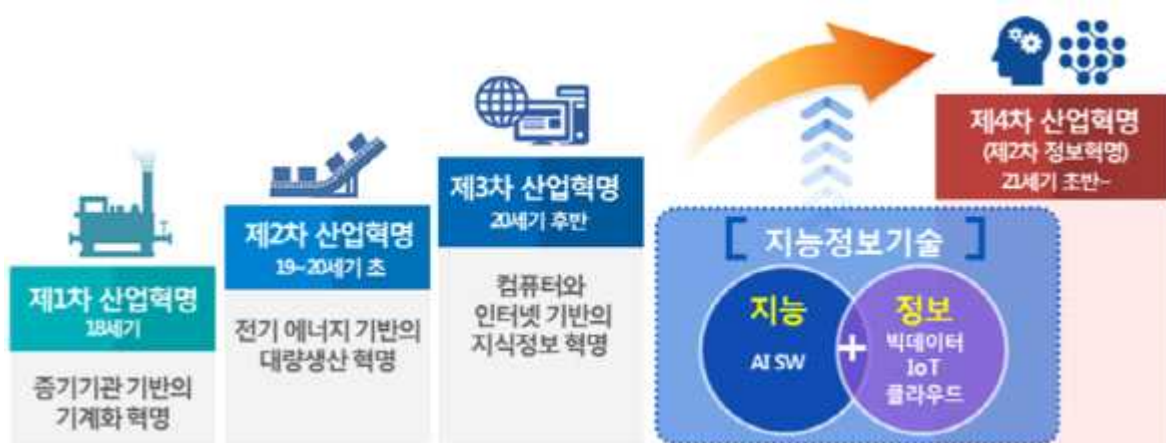 제1차 산업혁명
18세기
증기기관 기반의
기계화 혁명
제2차 산업혁명
19~20세기 초
전기 에너지 기반의
대량생산 혁명
제3차 산업혁명
20세기 후반
컴퓨터와
인터넷 기반의
지식정보 혁명
[ 지능정보기술 ]
지능
AI SW
+
정보
빅데이터
IoT
클라우드
제4차 산업혁명
(제2차 정보혁명)
21세기 초반~